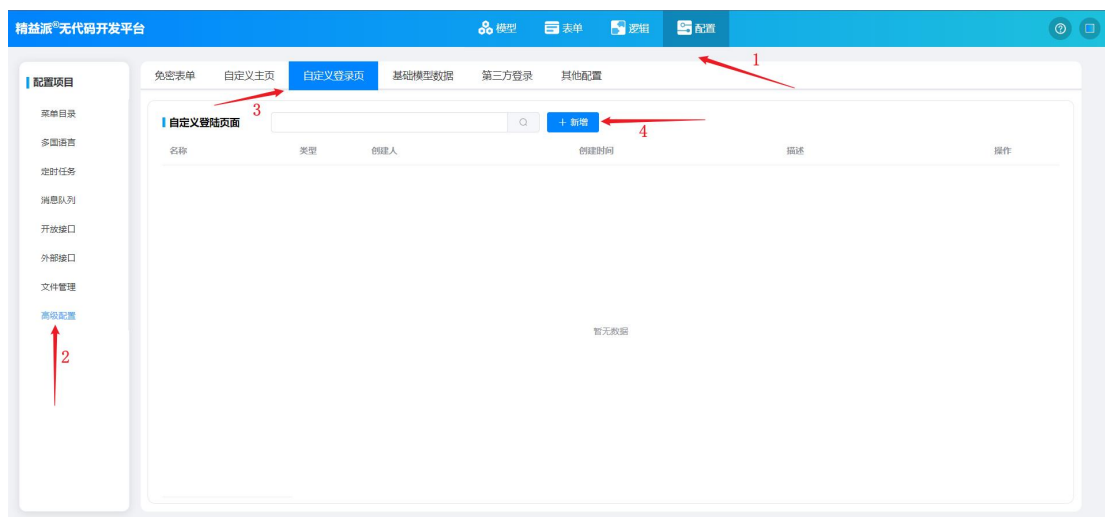 精益派®无代码开发平台 模型 表单 逻辑 配置
1
免密表单 自定义主页 自定义登录页 基础模型数据 第三方登录 其他配置
配置项目
3
自定义登陆页面 + 新增
4
名称 类型 创建人 创建时间 描述 操作
菜单目录
多国语言
定时任务
消息队列
开放接口
外部接口
文件管理
高级配置
暂无数据
2